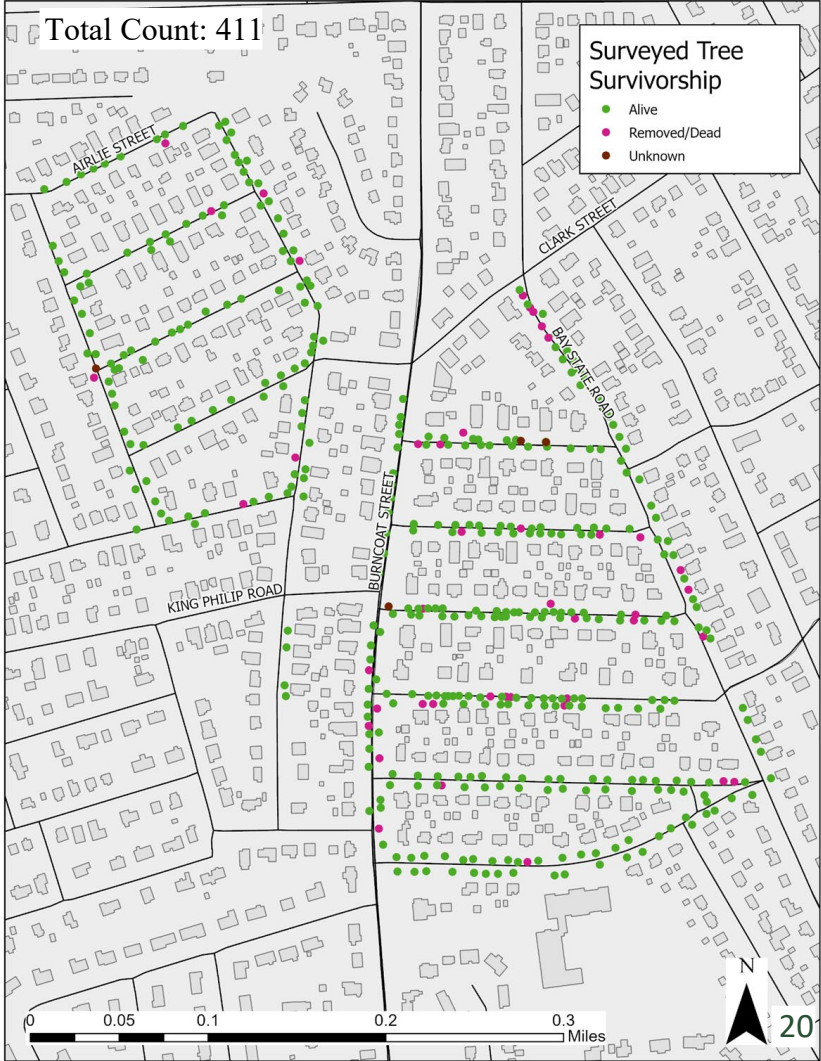 Total Count: 411
Surveyed Tree
Survivorship
Alive
Removed/Dead
Unknown
AIRLIE STREET
CLARK STREET
BAY STATE ROAD
BURNCOAT STREET
KING PHILIP ROAD
N
0 0.05 0.1 0.2 0.3
Miles
20